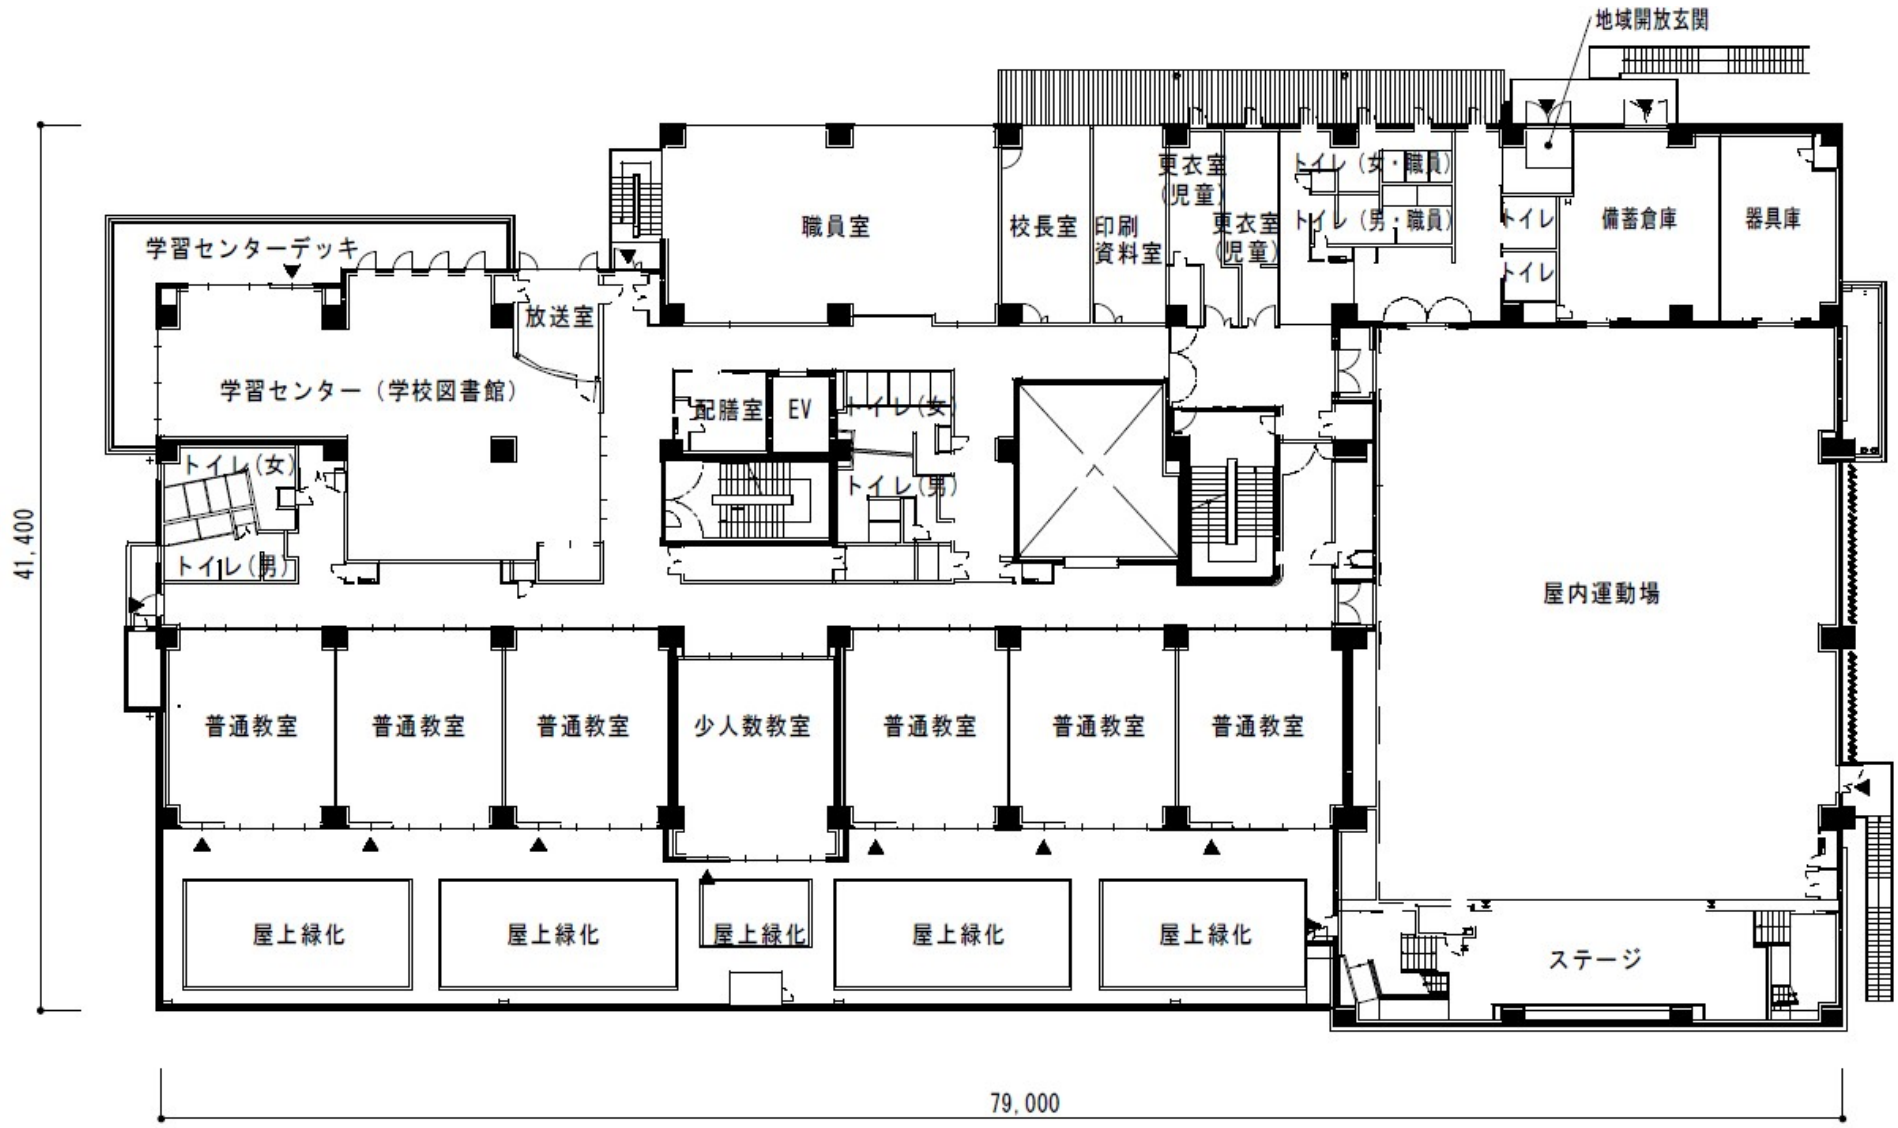 地域開放玄関
更衣室
(児童)
トイレ(女・職員)
職員室
校長室
印刷
資料室
更衣室
(児童)
トイレ(男・職員)
トイレ
備蓄倉庫
器具庫
学習センターデッキ
トイレ
放送室
学習センター(学校図書館)
配膳室
EV
トイレ(女)
トイレ(女)
トイレ(男)
41,400
トイレ(男)
屋内運動場
普通教室
普通教室
普通教室
少人数教室
普通教室
普通教室
普通教室
屋上緑化
屋上緑化
屋上緑化
屋上緑化
屋上緑化
ステージ
79,000